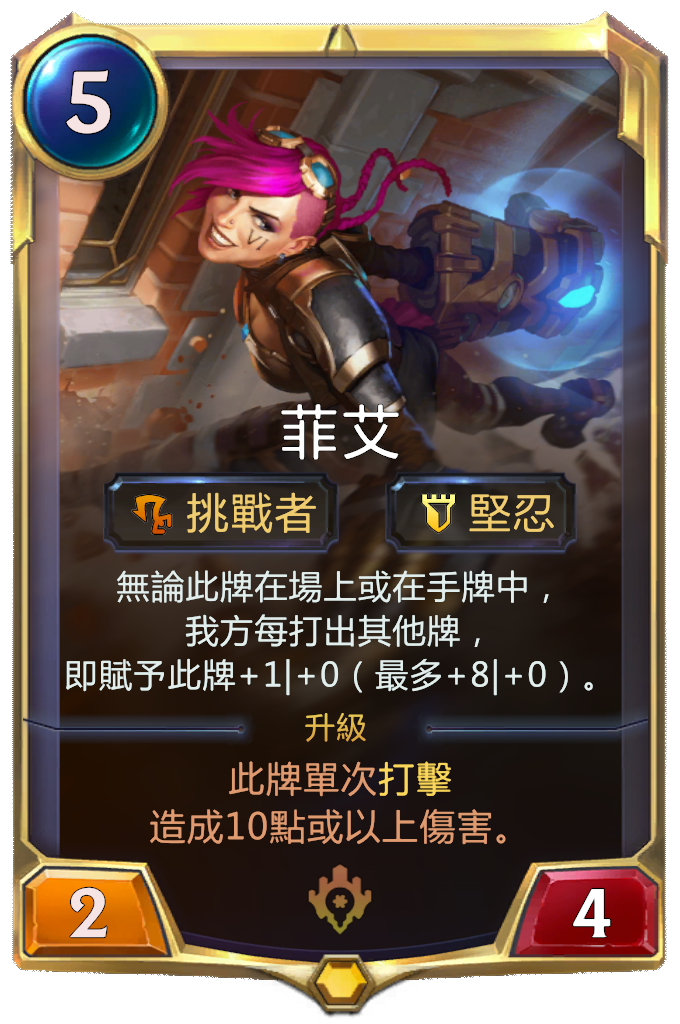 5
VI
菲艾
挑戰者 堅忍
無論此牌在場上或在手牌中，
我方每打出其他牌，
即賦予此牌+1|+0（最多+8|+0）。
升級
此牌單次打擊
造成10點或以上傷害。
2 4